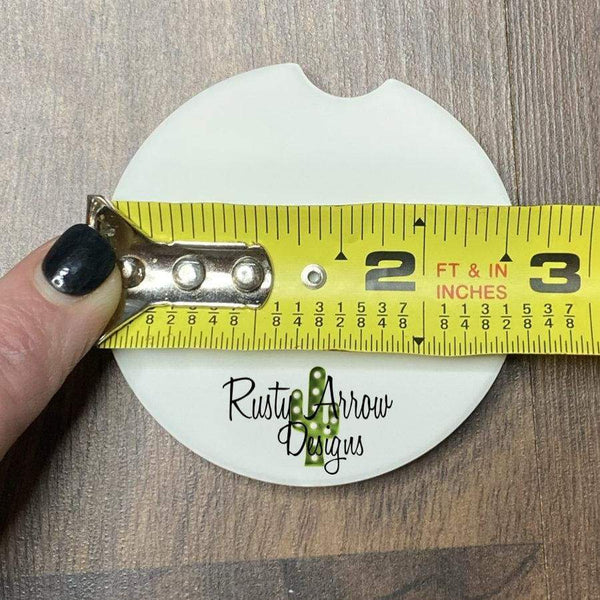 2 FT & IN 3
INCHES
8 4 8 2 8 4 8 1/8 1/4 3/8 1/2 5/8 3/4 7/8 1/8 1/4 3/8 1/2 5/8 3/4 7/8
Rusty Arrow
Designs